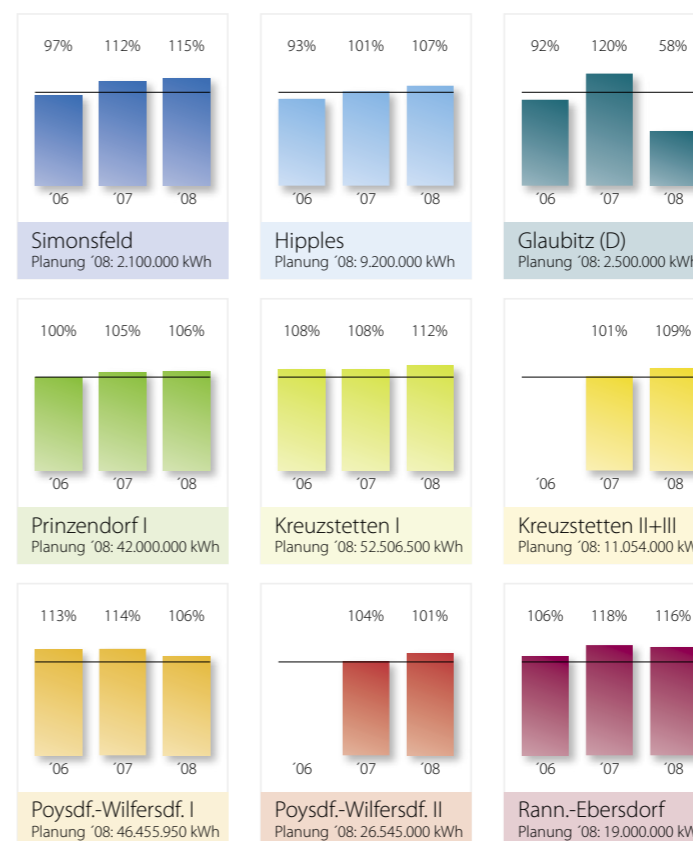 97% 112% 115%
´06 ´07 ´08
Simonsfeld
Planung ´08: 2.100.000 kWh
93% 101% 107%
´06 ´07 ´08
Hipples
Planung ´08: 9.200.000 kWh
92% 120% 58%
´06 ´07 ´08
Glaubitz (D)
Planung ´08: 2.500.000 kWh
100% 105% 106%
´06 ´07 ´08
Prinzendorf I
Planung ´08: 42.000.000 kWh
108% 108% 112%
´06 ´07 ´08
Kreuzstetten I
Planung ´08: 52.506.500 kWh
101% 109%
´06 ´07 ´08
Kreuzstetten II+III
Planung ´08: 11.054.000 kW
113% 114% 106%
´06 ´07 ´08
Poysdf.-Wilfersdf. I
Planung ´08: 46.455.950 kWh
104% 101%
´06 ´07 ´08
Poysdf.-Wilfersdf. II
Planung ´08: 26.545.000 kWh
106% 118% 116%
´06 ´07 ´08
Rann.-Ebersdorf
Planung ´08: 19.000.000 kW